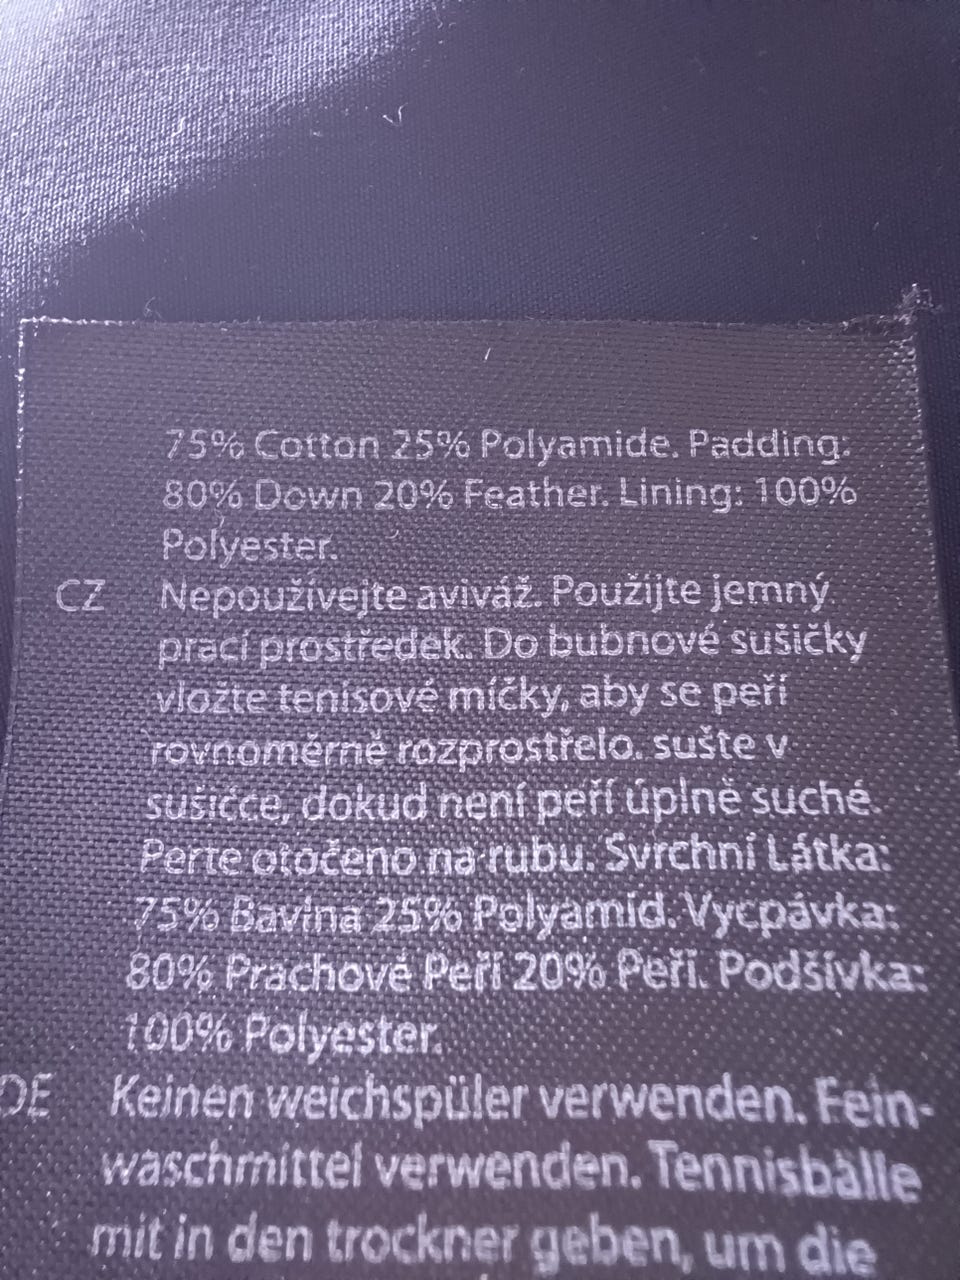 75% Cotton 25% Polyamide. Padding:
80% Down 20% Feather. Lining: 100%
Polyester.
CZ Nepoužívejte aviváž. Použijte jemný
prací prostředek. Do bubnové sušičky
vložte tenisové míčky, aby se peří
rovnoměrně rozprostřelo. sušte v
sušičce, dokud není peří úplně suché.
Perte otočeno na rubu. Svrchní Látka:
75% Bavlna 25% Polyamid. Vycpávka:
80% Prachové Peří 20% Peří. Podšívka:
100% Polyester.
DE Keinen weichspüler verwenden. Fein-
waschmittel verwenden. Tennisbälle
mit in den trockner geben, um die